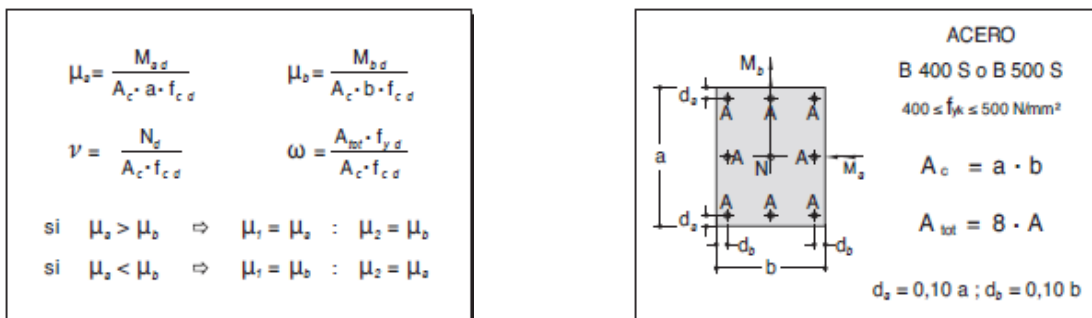 μa = Mad / (Ac · a · fcd)    μb = Mbd / (Ac · b · fcd)
ν = Nd / (Ac · fcd)    ω = (Atot · fyd) / (Ac · fcd)
si μa > μb ⇨ μ1 = μa : μ2 = μb
si μa < μb ⇨ μ1 = μb : μ2 = μa
ACERO
B 400 S o B 500 S
400 ≤ fyk ≤ 500 N/mm²
Ac = a · b
Atot = 8 · A
da = 0,10 a ; db = 0,10 b
Mb
da
A A A
a A N A Ma
A A A
da
db db
b